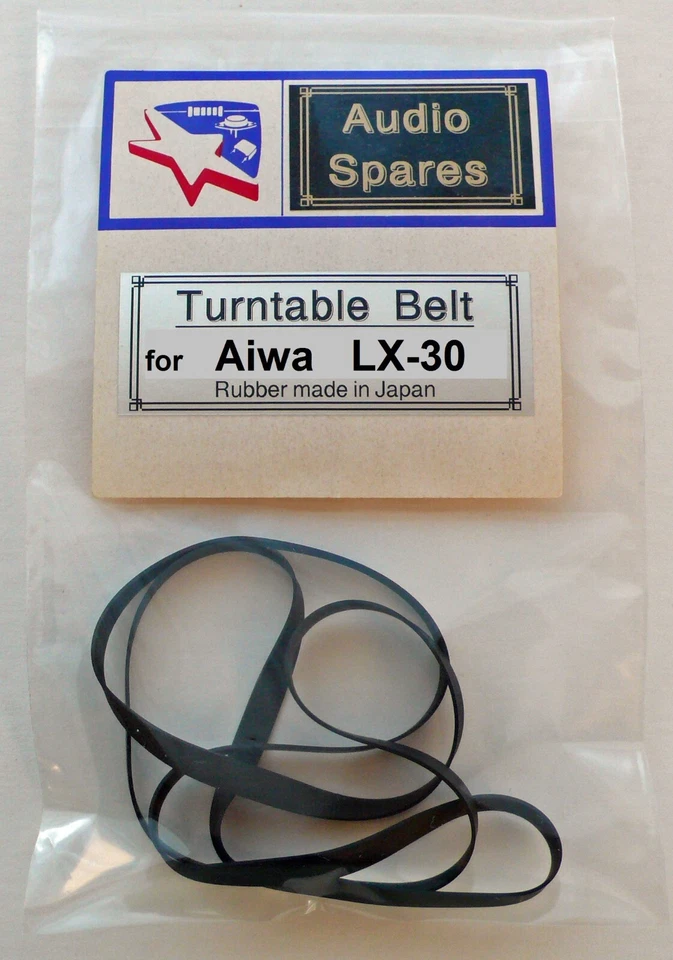 Audio
Spares
Turntable Belt
for Aiwa LX-30
Rubber made in Japan